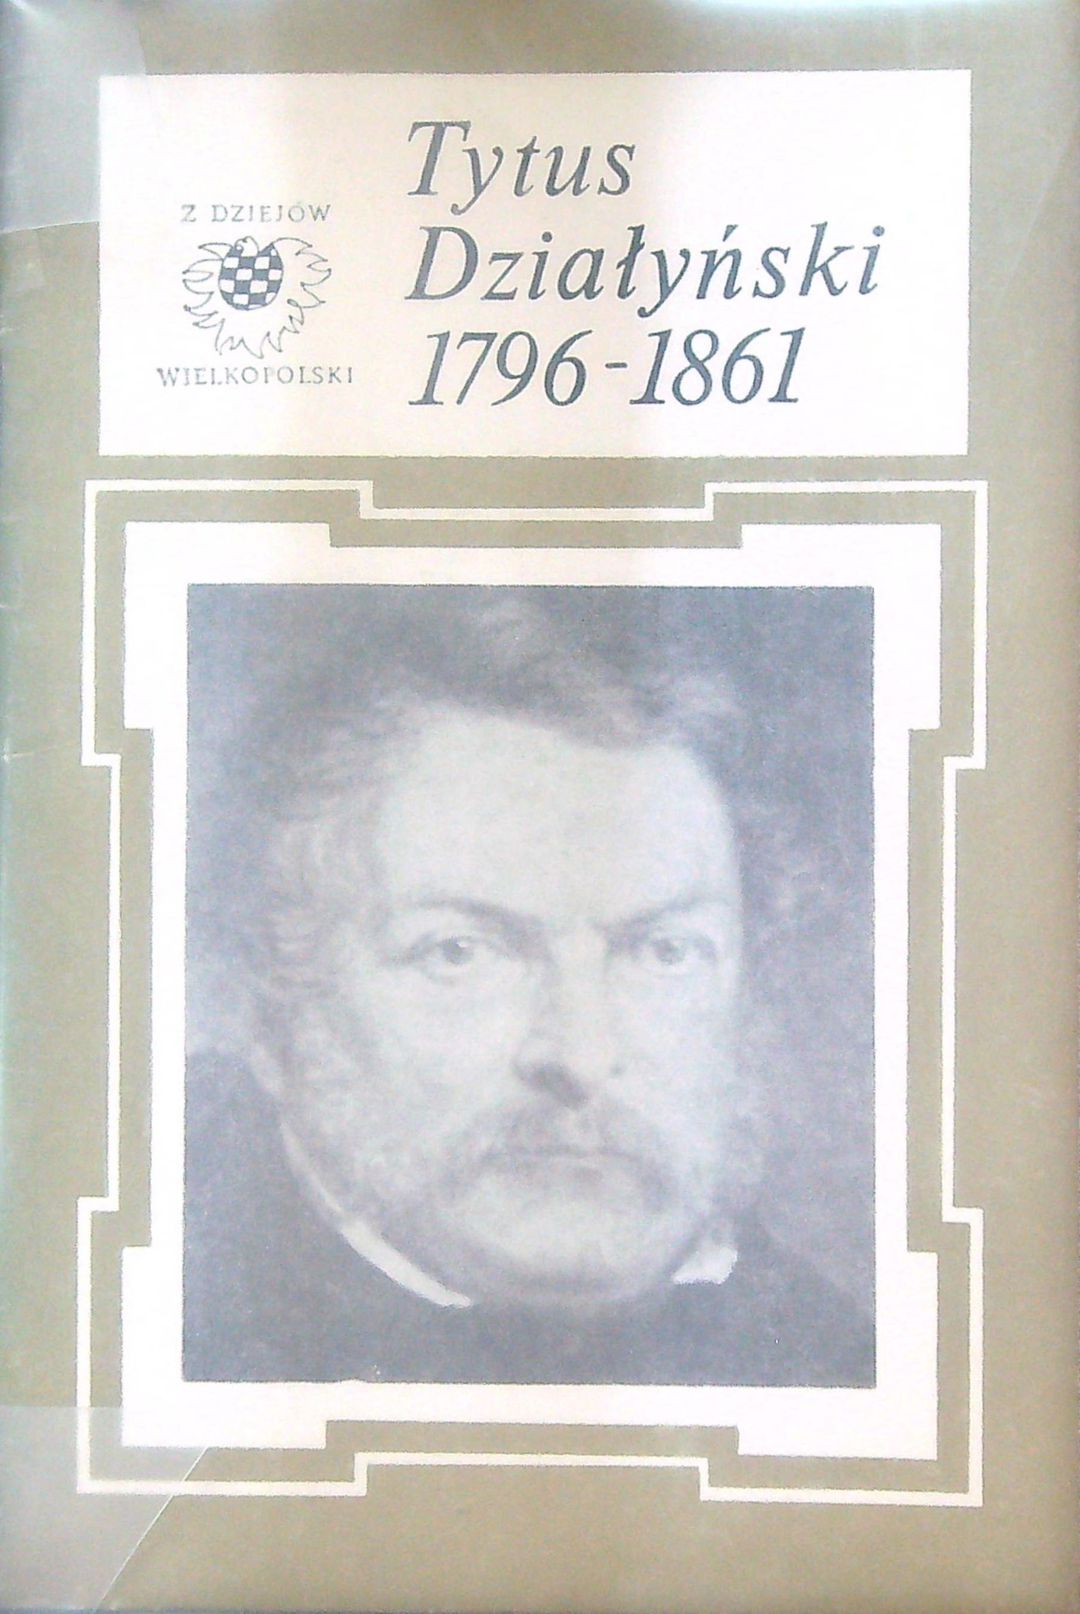 Tytus
Działyński
1796-1861
Z DZIEJÓW
WIELKOPOLSKI